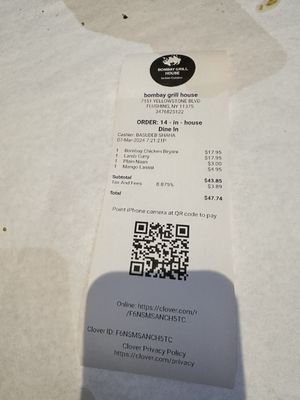 BOMBAY GRILL
HOUSE
Indian Cuisine
bombay grill house
7151 YELLOWSTONE BLVD
FLUSHING, NY 11375
3476825122
ORDER: 14 - in - house
Dine In
Cashier: BASUDEB SHAHA
07-Mar-2024 7:21:21P
1 Bombay Chicken Biryani $17.95
1 Lamb Curry $17.95
1 Plain Naan $3.00
1 Mango Lassi $4.95
Subtotal $43.85
Tax And Fees 8.875% $3.89
Total $47.74
Point iPhone camera at QR code to pay
Online: https://clover.com/r
/F6NSMSANCH5TC
Clover ID: F6NSMSANCH5TC
Clover Privacy Policy
https://clover.com/privacy